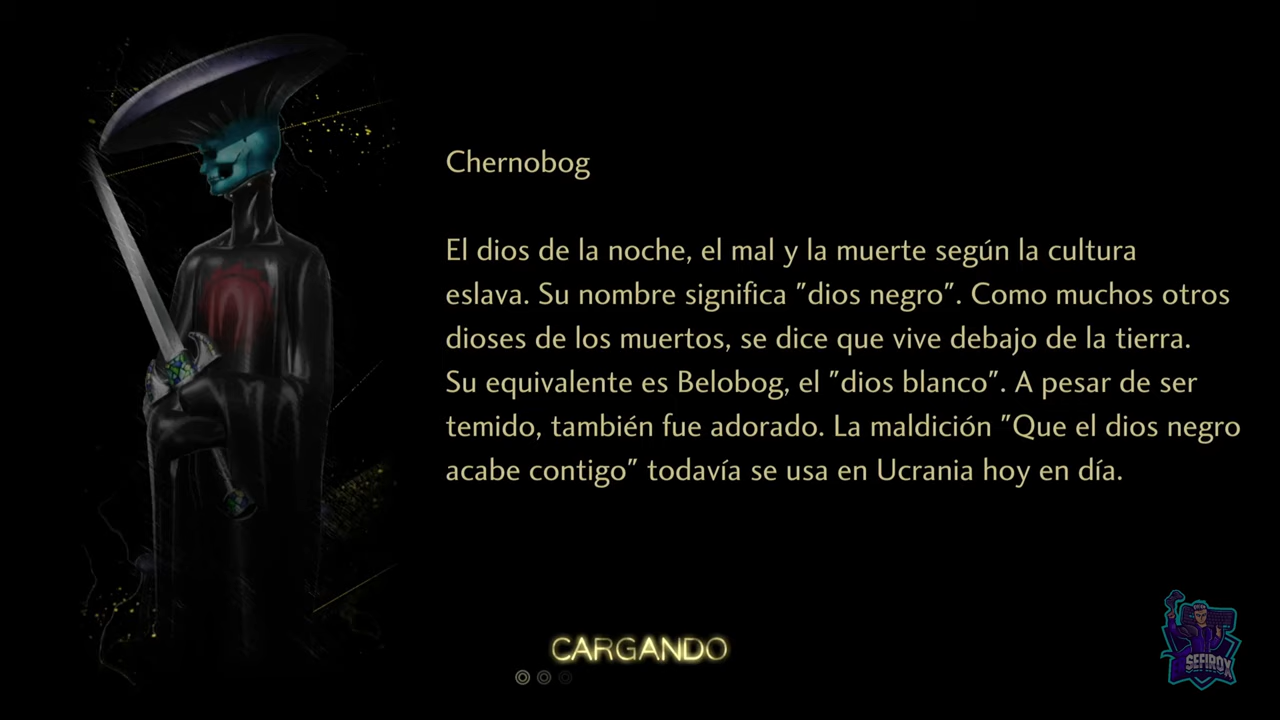 Chernobog
El dios de la noche, el mal y la muerte según la cultura
eslava. Su nombre significa "dios negro". Como muchos otros
dioses de los muertos, se dice que vive debajo de la tierra.
Su equivalente es Belobog, el "dios blanco". A pesar de ser
temido, también fue adorado. La maldición "Que el dios negro
acabe contigo" todavía se usa en Ucrania hoy en día.
CARGANDO
SEFIROX